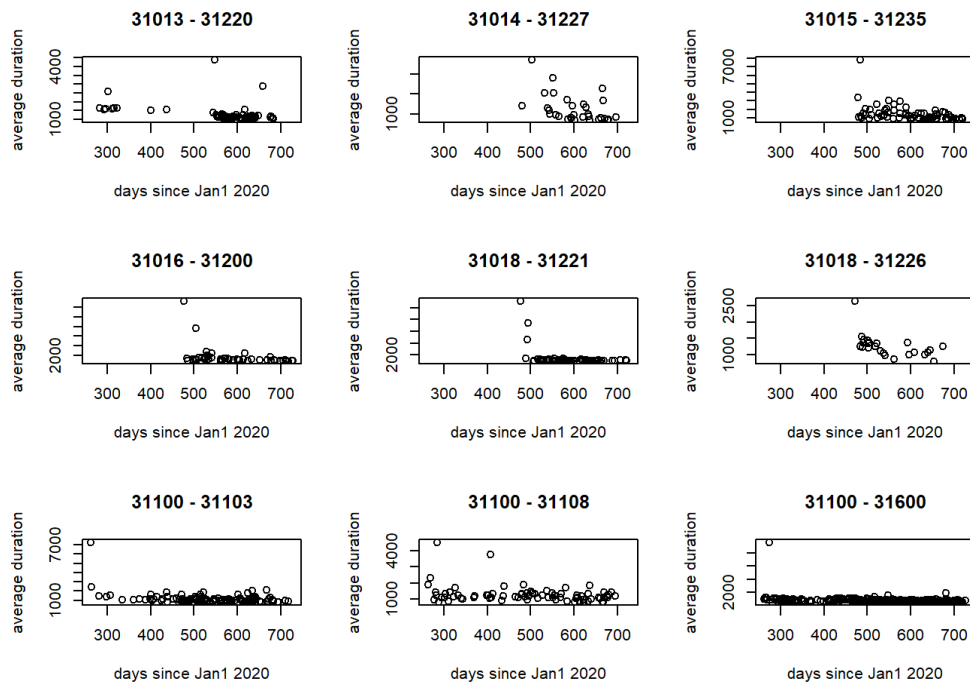 31013 - 31220
31014 - 31227
31015 - 31235
average duration
1000 4000
300 400 500 600 700
days since Jan1 2020
average duration
1000
300 400 500 600 700
days since Jan1 2020
average duration
1000 7000
300 400 500 600 700
days since Jan1 2020
31016 - 31200
31018 - 31221
31018 - 31226
average duration
2000
300 400 500 600 700
days since Jan1 2020
average duration
2000
300 400 500 600 700
days since Jan1 2020
average duration
1000 2500
300 400 500 600 700
days since Jan1 2020
31100 - 31103
31100 - 31108
31100 - 31600
average duration
1000 7000
300 400 500 600 700
days since Jan1 2020
average duration
1000 4000
300 400 500 600 700
days since Jan1 2020
average duration
2000
300 400 500 600 700
days since Jan1 2020